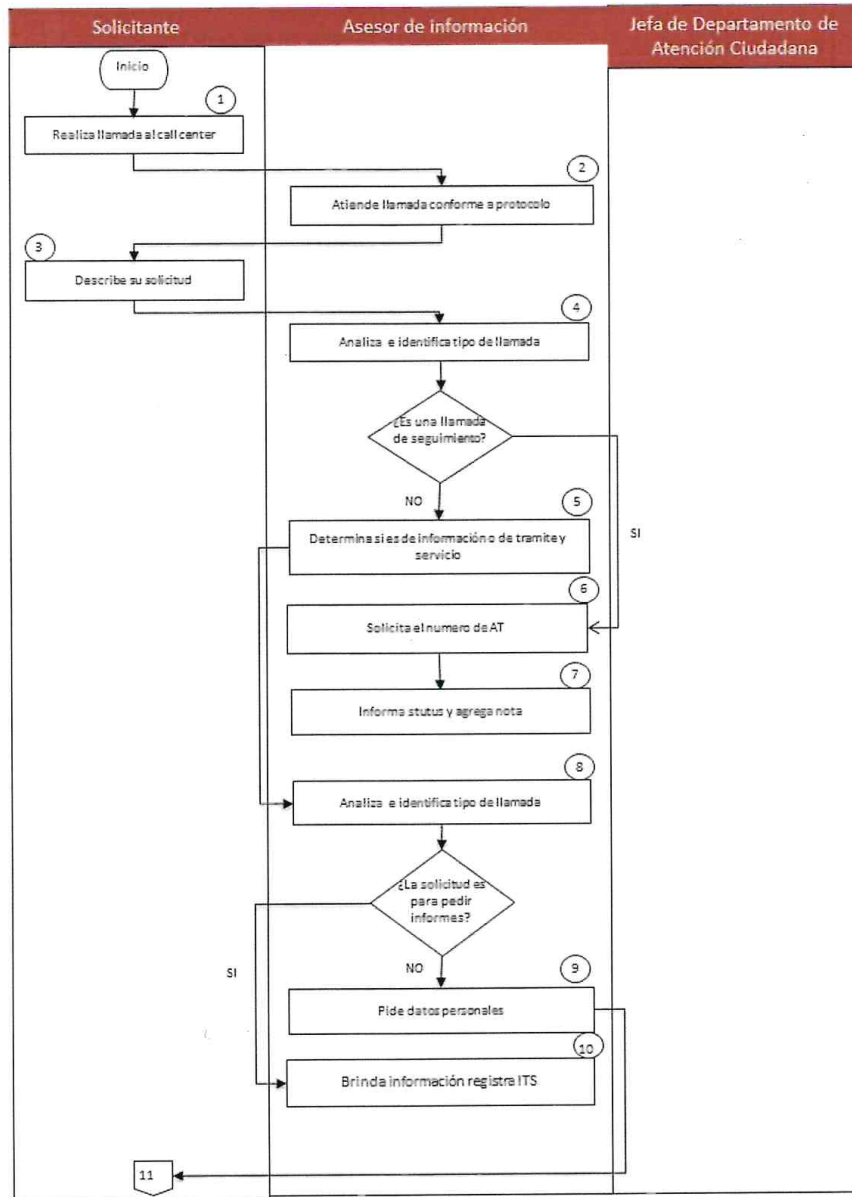 Solicitante
Asesor de información
Jefa de Departamento de
Atención Ciudadana
Inicio
1
Realiza llamada al call center
2
Atiende llamada conforme a protocolo
3
Describe su solicitud
4
Analiza e identifica tipo de llamada
¿Es una llamada
de seguimiento?
NO
SI
5
Determina si es de información o de tramite y
servicio
6
Solicita el numero de AT
7
Informa stutus y agrega nota
8
Analiza e identifica tipo de llamada
¿La solicitud es
para pedir
informes?
SI
NO
9
Pide datos personales
10
Brinda información registra ITS
11